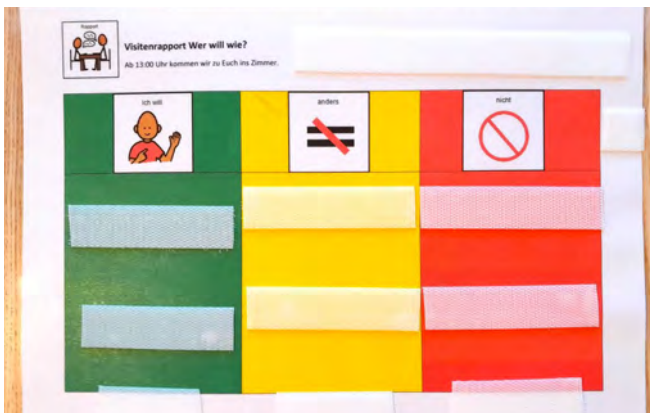 Rapport
Visitenrapport Wer will wie?
Ab 13:00 Uhr kommen wir zu Euch ins Zimmer.
ich will
anders
nicht